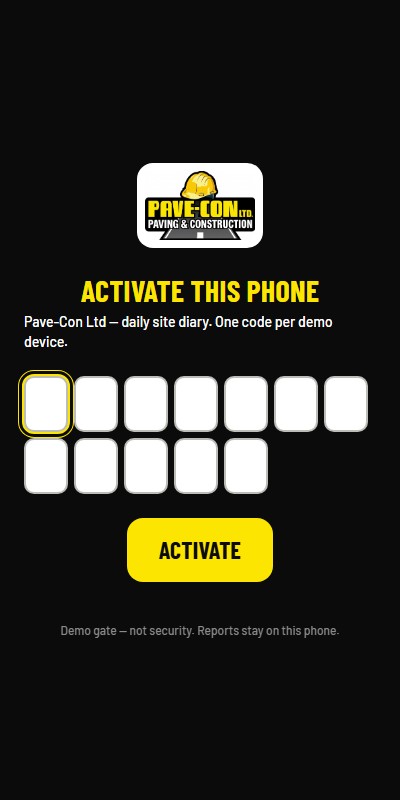 PAVE-CON LTD.
PAVING & CONSTRUCTION
ACTIVATE THIS PHONE
Pave-Con Ltd — daily site diary. One code per demo
device.
ACTIVATE
Demo gate — not security. Reports stay on this phone.